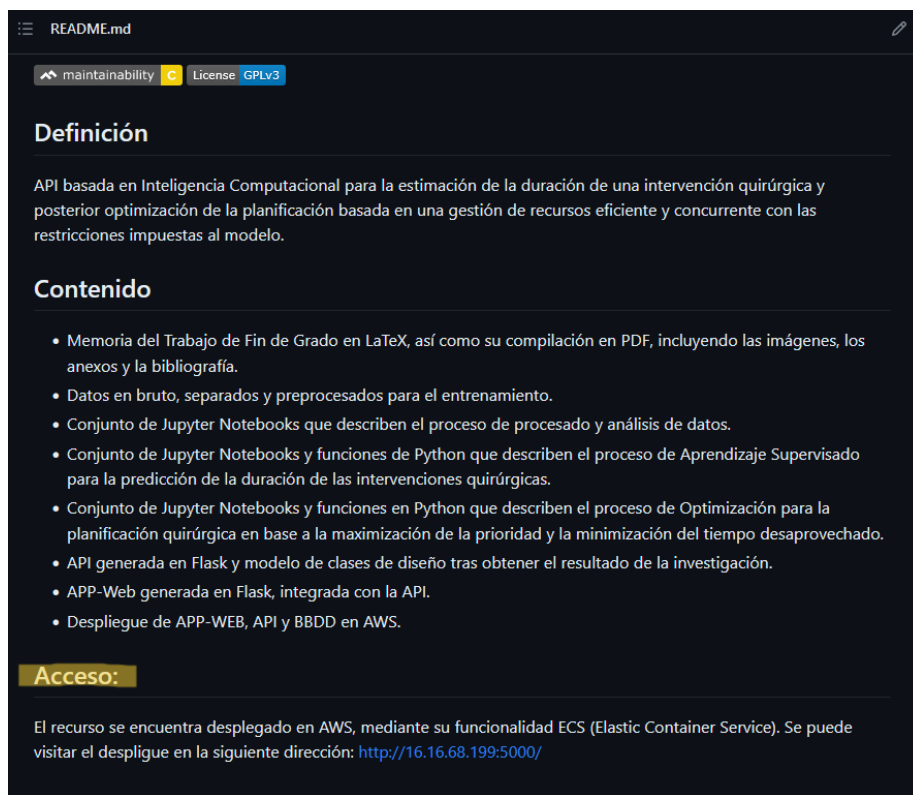 README.md
maintainability C License GPLv3
Definición
API basada en Inteligencia Computacional para la estimación de la duración de una intervención quirúrgica y
posterior optimización de la planificación basada en una gestión de recursos eficiente y concurrente con las
restricciones impuestas al modelo.
Contenido
• Memoria del Trabajo de Fin de Grado en LaTeX, así como su compilación en PDF, incluyendo las imágenes, los
anexos y la bibliografía.
• Datos en bruto, separados y preprocesados para el entrenamiento.
• Conjunto de Jupyter Notebooks que describen el proceso de procesado y análisis de datos.
• Conjunto de Jupyter Notebooks y funciones de Python que describen el proceso de Aprendizaje Supervisado
para la predicción de la duración de las intervenciones quirúrgicas.
• Conjunto de Jupyter Notebooks y funciones en Python que describen el proceso de Optimización para la
planificación quirúrgica en base a la maximización de la prioridad y la minimización del tiempo desaprovechado.
• API generada en Flask y modelo de clases de diseño tras obtener el resultado de la investigación.
• APP-Web generada en Flask, integrada con la API.
• Despliegue de APP-WEB, API y BBDD en AWS.
Acceso:
El recurso se encuentra desplegado en AWS, mediante su funcionalidad ECS (Elastic Container Service). Se puede
visitar el despligue en la siguiente dirección: http://16.16.68.199:5000/